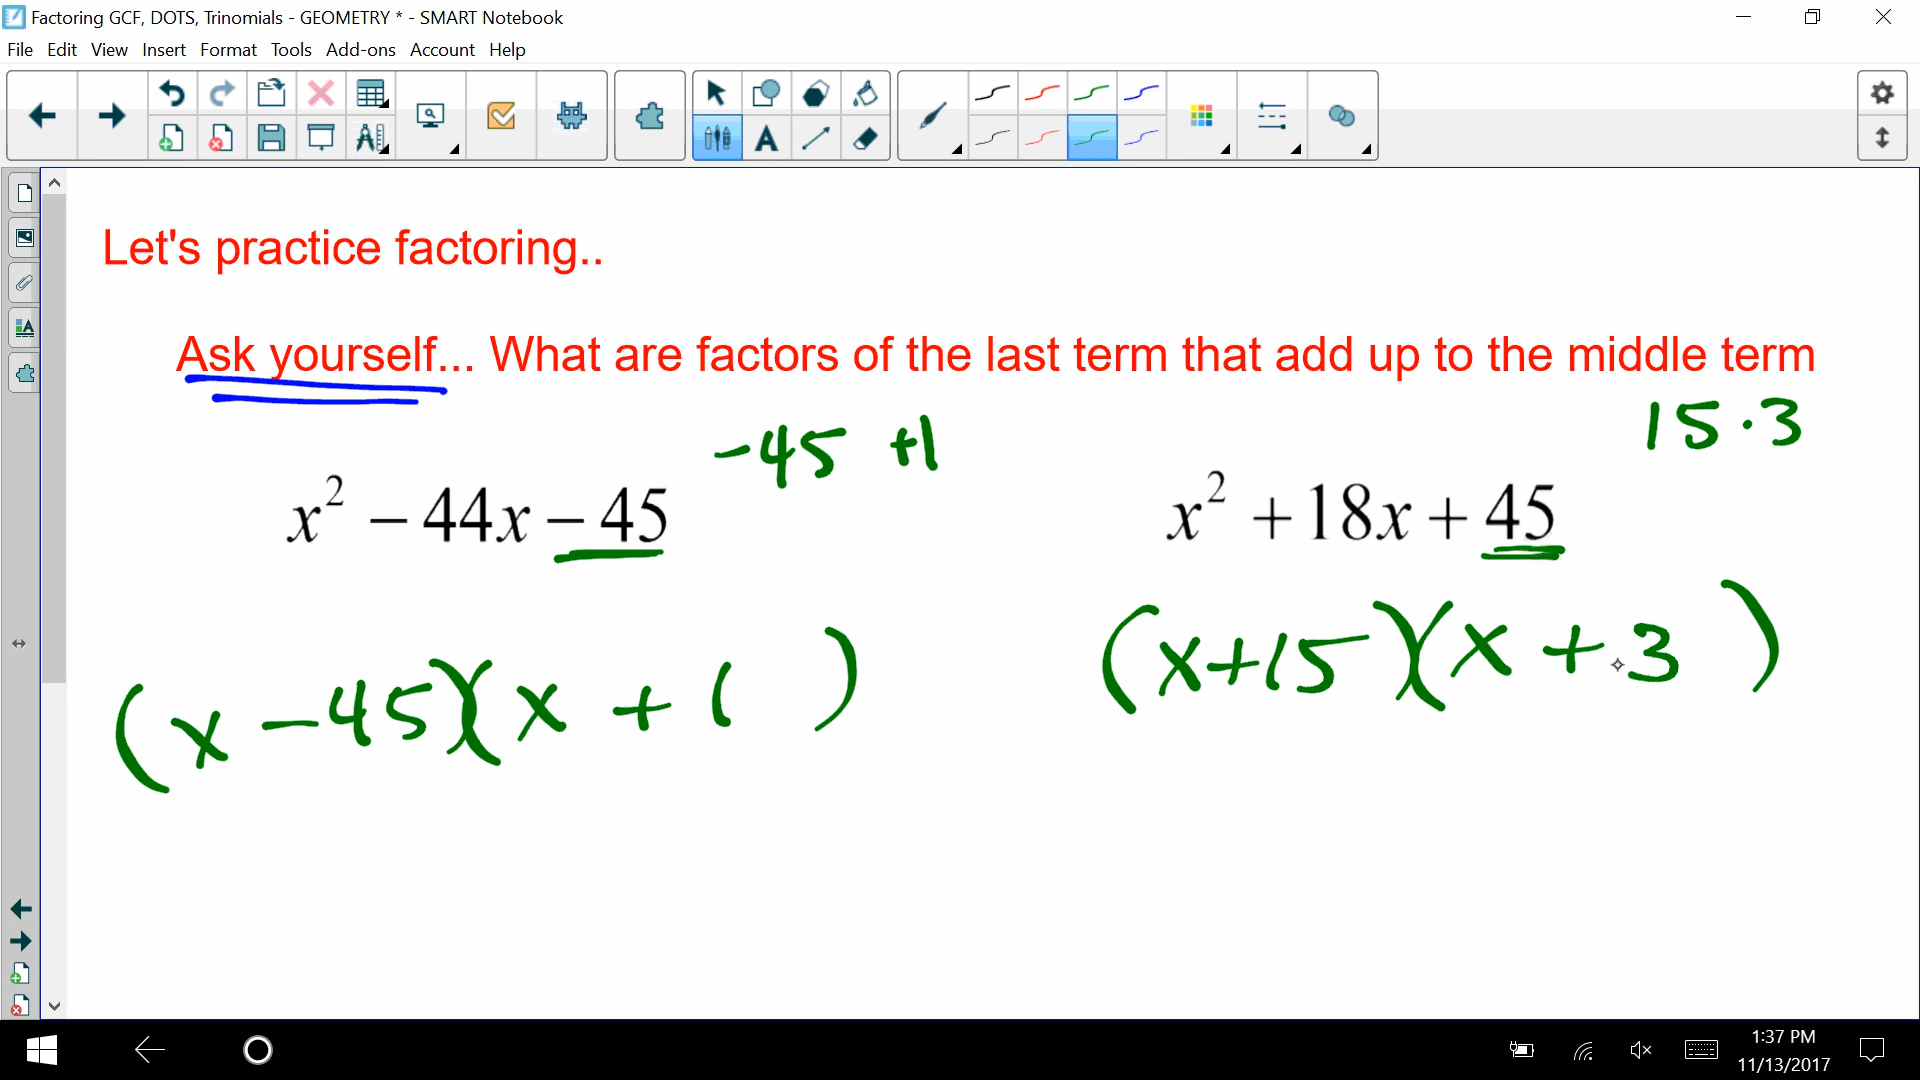 Factoring GCF, DOTS, Trinomials - GEOMETRY * - SMART Notebook
File Edit View Insert Format Tools Add-ons Account Help
Let's practice factoring..
Ask yourself... What are factors of the last term that add up to the middle term
-45 +1
15·3
x² − 44x − 45
x² + 18x + 45
(x - 45)(x + 1)
(x+15)(x + 3)
1:37 PM
11/13/2017